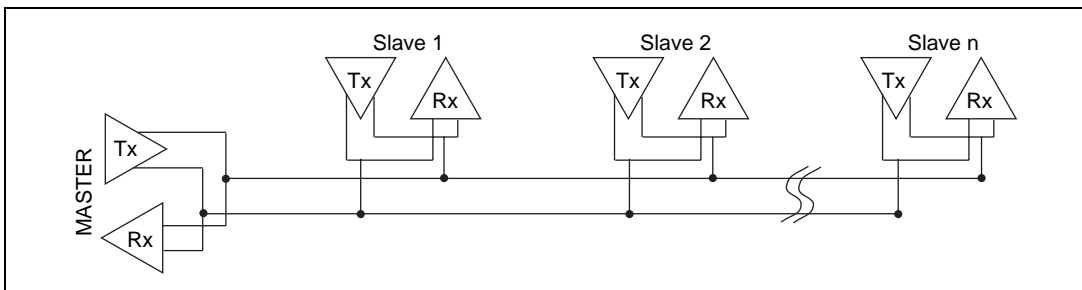 Slave 1
Slave 2
Slave n
Tx
Rx
Tx
Rx
Tx
Rx
MASTER
Tx
Rx